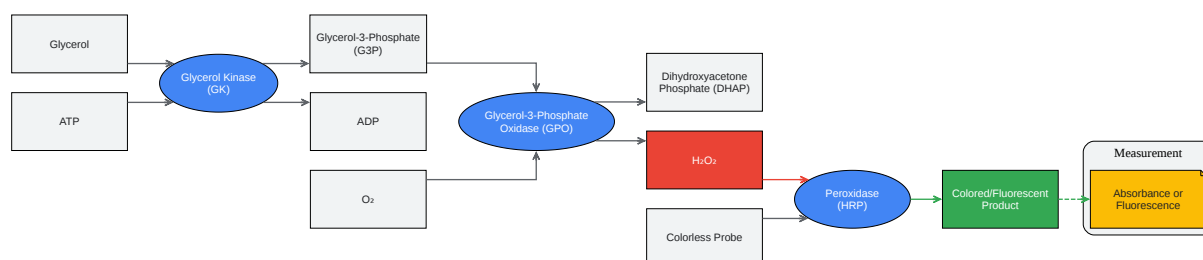 Glycerol
ATP
Glycerol Kinase
(GK)
Glycerol-3-Phosphate
(G3P)
ADP
O₂
Glycerol-3-Phosphate
Oxidase (GPO)
Dihydroxyacetone
Phosphate (DHAP)
H₂O₂
Colorless Probe
Peroxidase
(HRP)
Colored/Fluorescent
Product
Measurement
Absorbance or
Fluorescence